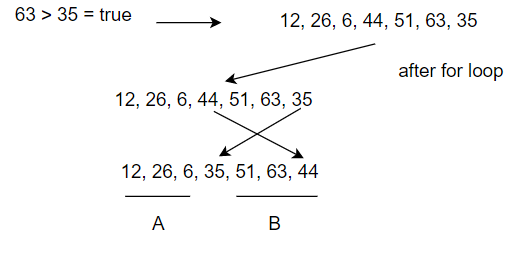 63 > 35 = true
12, 26, 6, 44, 51, 63, 35
after for loop
12, 26, 6, 44, 51, 63, 35
12, 26, 6, 35, 51, 63, 44
A
B